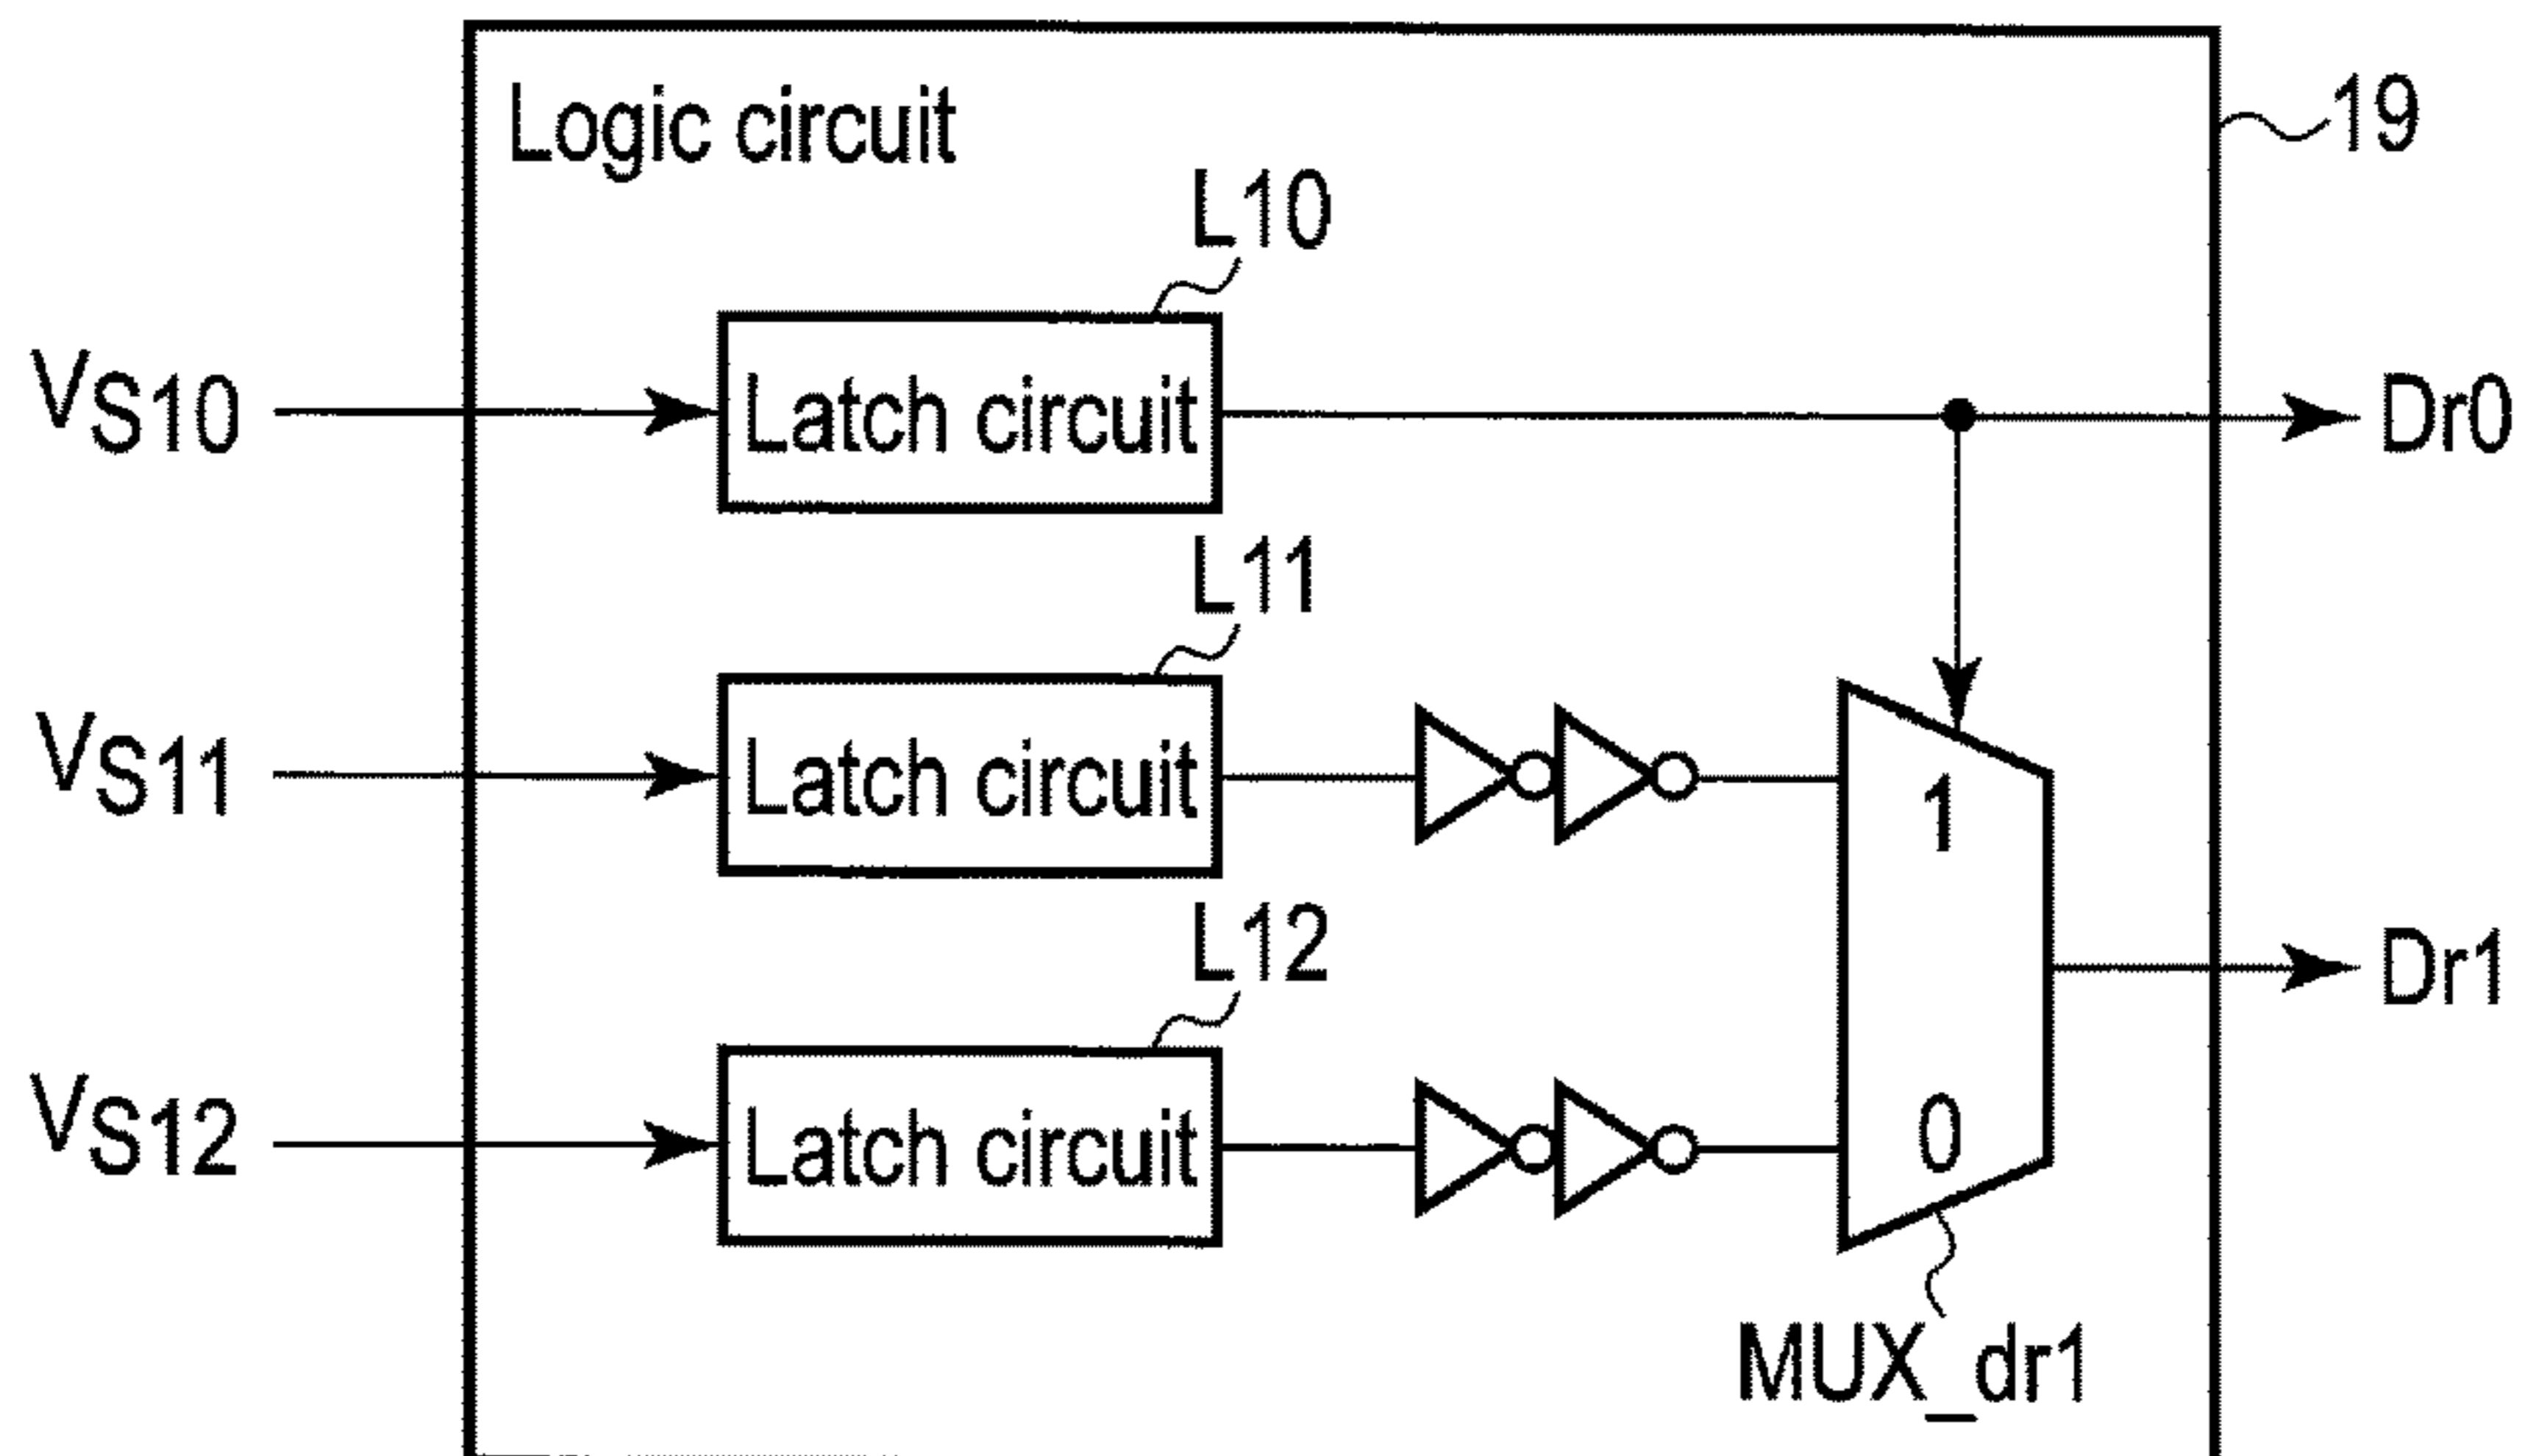 Logic circuit
19
L10
VS10
Latch circuit
Dr0
L11
VS11
Latch circuit
1
L12
Dr1
VS12
Latch circuit
0
MUX_dr1